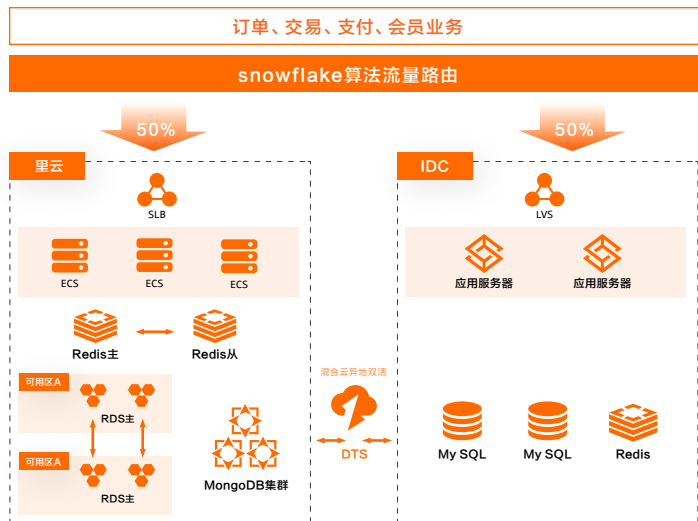 订单、交易、支付、会员业务
snowflake算法流量路由
50%
50%
里云
IDC
SLB
LVS
ECS
ECS
ECS
应用服务器
应用服务器
Redis主
Redis从
可用区A
RDS主
混合云异地双活
DTS
可用区A
RDS主
MongoDB集群
My SQL
My SQL
Redis